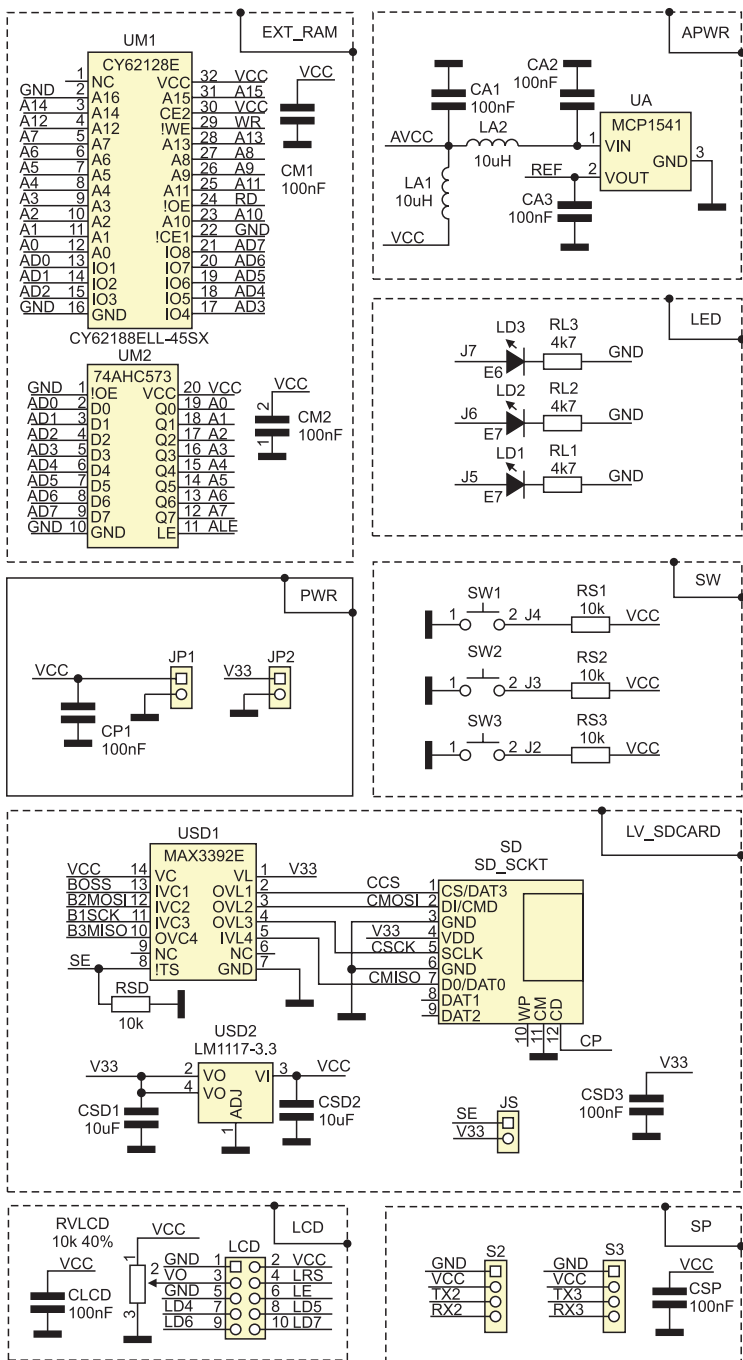 EXT_RAM
UM1
CY62128E
1 NC VCC 32 VCC
GND 2 A16 A15 31 A15
A14 3 A14 CE2 30 VCC
A12 4 A12 !WE 29 WR
A7 5 A7 A13 28 A13
A6 6 A6 A8 27 A8
A5 7 A5 A9 26 A9
A4 8 A4 A11 25 A11
A3 9 A3 !OE 24 RD
A2 10 A2 A10 23 A10
A1 11 A1 !CE1 22 GND
A0 12 A0 IO8 21 AD7
AD0 13 IO1 IO7 20 AD6
AD1 14 IO2 IO6 19 AD5
AD2 15 IO3 IO5 18 AD4
GND 16 GND IO4 17 AD3
CY62188ELL-45SX
VCC
CM1
100nF
UM2
74AHC573
GND 1 !OE VCC 20 VCC
AD0 2 D0 Q0 19 A0
AD1 3 D1 Q1 18 A1
AD2 4 D2 Q2 17 A2
AD3 5 D3 Q3 16 A3
AD4 6 D4 Q4 15 A4
AD5 7 D5 Q5 14 A5
AD6 8 D6 Q6 13 A6
AD7 9 D7 Q7 12 A7
GND 10 GND LE 11 ALE
VCC
2
CM2
100nF
1
APWR
CA1
100nF
CA2
100nF
UA
MCP1541
AVCC
LA2
10uH
1 VIN
GND 3
REF 2 VOUT
LA1
10uH
CA3
100nF
VCC
LED
LD3 RL3
J7 4k7 GND
E6
LD2 RL2
J6 4k7 GND
E7
LD1 RL1
J5 4k7 GND
E7
PWR
VCC
JP1
V33
JP2
CP1
100nF
SW
SW1 RS1
1 2 J4 10k VCC
SW2 RS2
1 2 J3 10k VCC
SW3 RS3
1 2 J2 10k VCC
LV_SDCARD
USD1
MAX3392E
VCC 14 VC VL 1 V33
BOSS 13 IVC1 OVL1 2
B2MOSI 12 IVC2 OVL2 3
B1SCK 11 IVC3 OVL3 4
B3MISO 10 OVC4 IVL4 5
9 NC NC 6
SE 8 !TS GND 7
RSD
10k
SD
SD_SCKT
CCS 1 CS/DAT3
CMOSI 2 DI/CMD
3 GND
V33 4 VDD
CSCK 5 SCLK
6 GND
CMISO 7 D0/DAT0
8 DAT1
9 DAT2
WP CM CD
10 11 12
CP
USD2
LM1117-3.3
V33 2 VO VI 3 VCC
4 VO
ADJ
1
CSD1
10uF
CSD2
10uF
JS
SE
V33
V33
CSD3
100nF
LCD
RVLCD
10k 40%
VCC
VCC
CLCD
100nF
1
2
3
LCD
GND 1 2 VCC
VO 3 4 LRS
GND 5 6 LE
LD4 7 8 LD5
LD6 9 10 LD7
SP
S2
GND
VCC
TX2
RX2
S3
GND
VCC
TX3
RX3
VCC
CSP
100nF